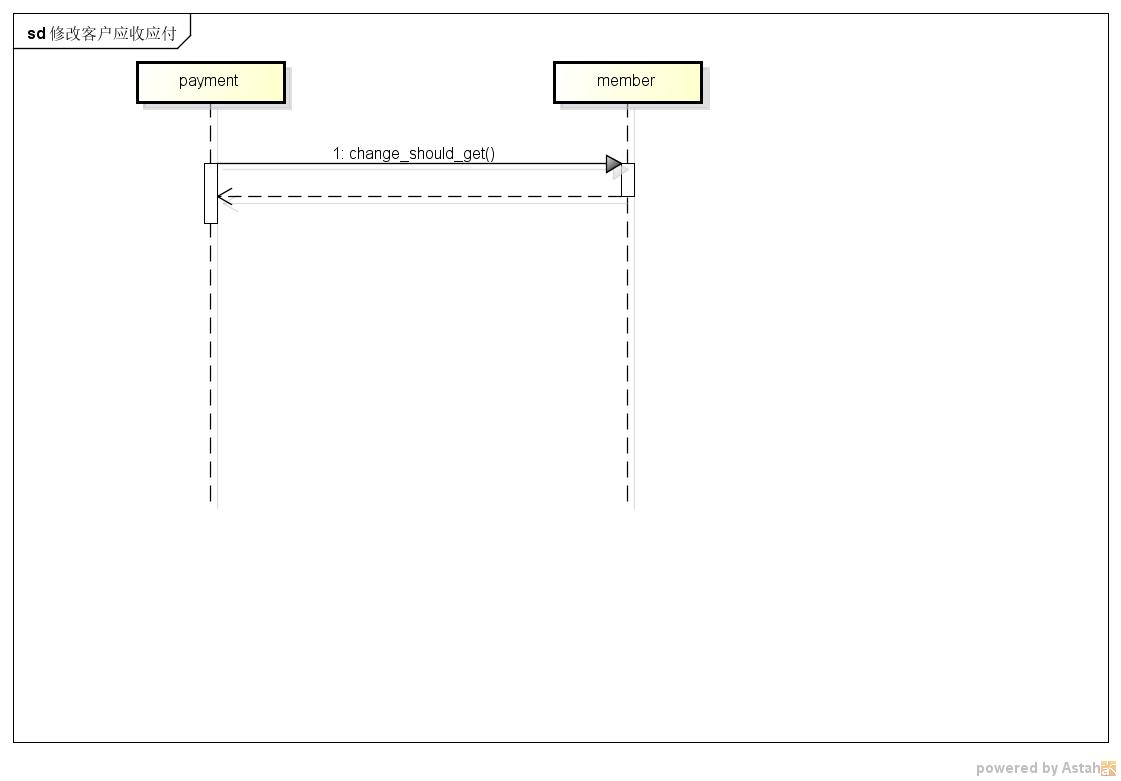 sd 修改客户应收应付
payment
member
1: change_should_get()
powered by Astah